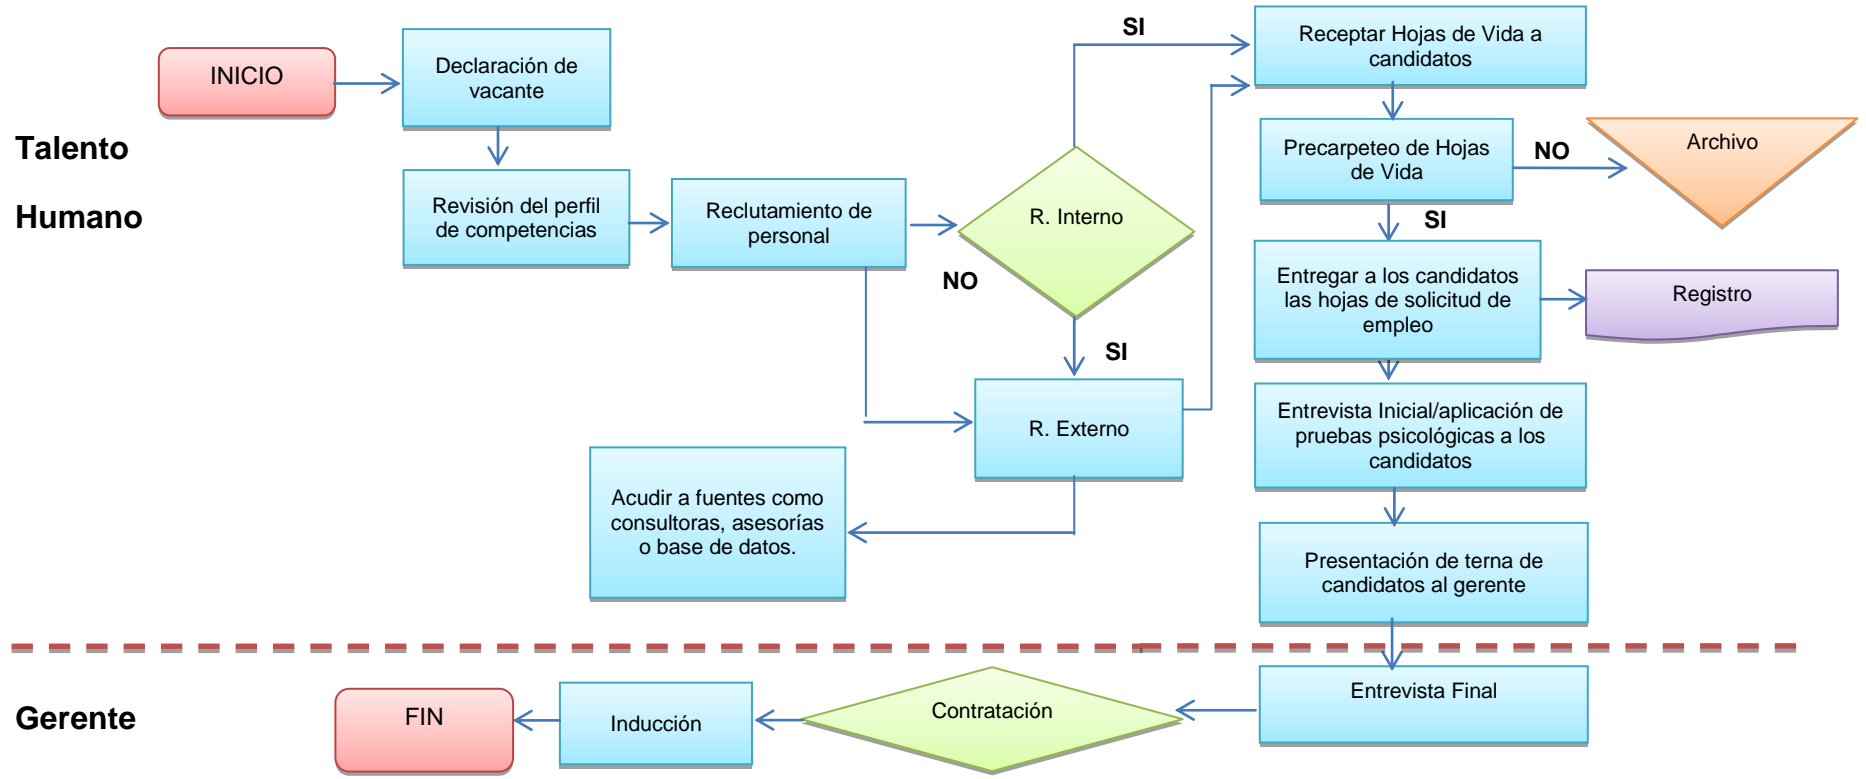 INICIO
Declaración de
vacante
SI
Receptar Hojas de Vida a
candidatos
Talento
Humano
Revisión del perfil
de competencias
Reclutamiento de
personal
R. Interno
NO
SI
Precarpeteo de Hojas
de Vida
NO
Archivo
SI
Entregar a los candidatos
las hojas de solicitud de
empleo
Registro
R. Externo
Entrevista Inicial/aplicación de
pruebas psicológicas a los
candidatos
Acudir a fuentes como
consultoras, asesorías
o base de datos.
Presentación de terna de
candidatos al gerente
Gerente
Entrevista Final
Contratación
Inducción
FIN